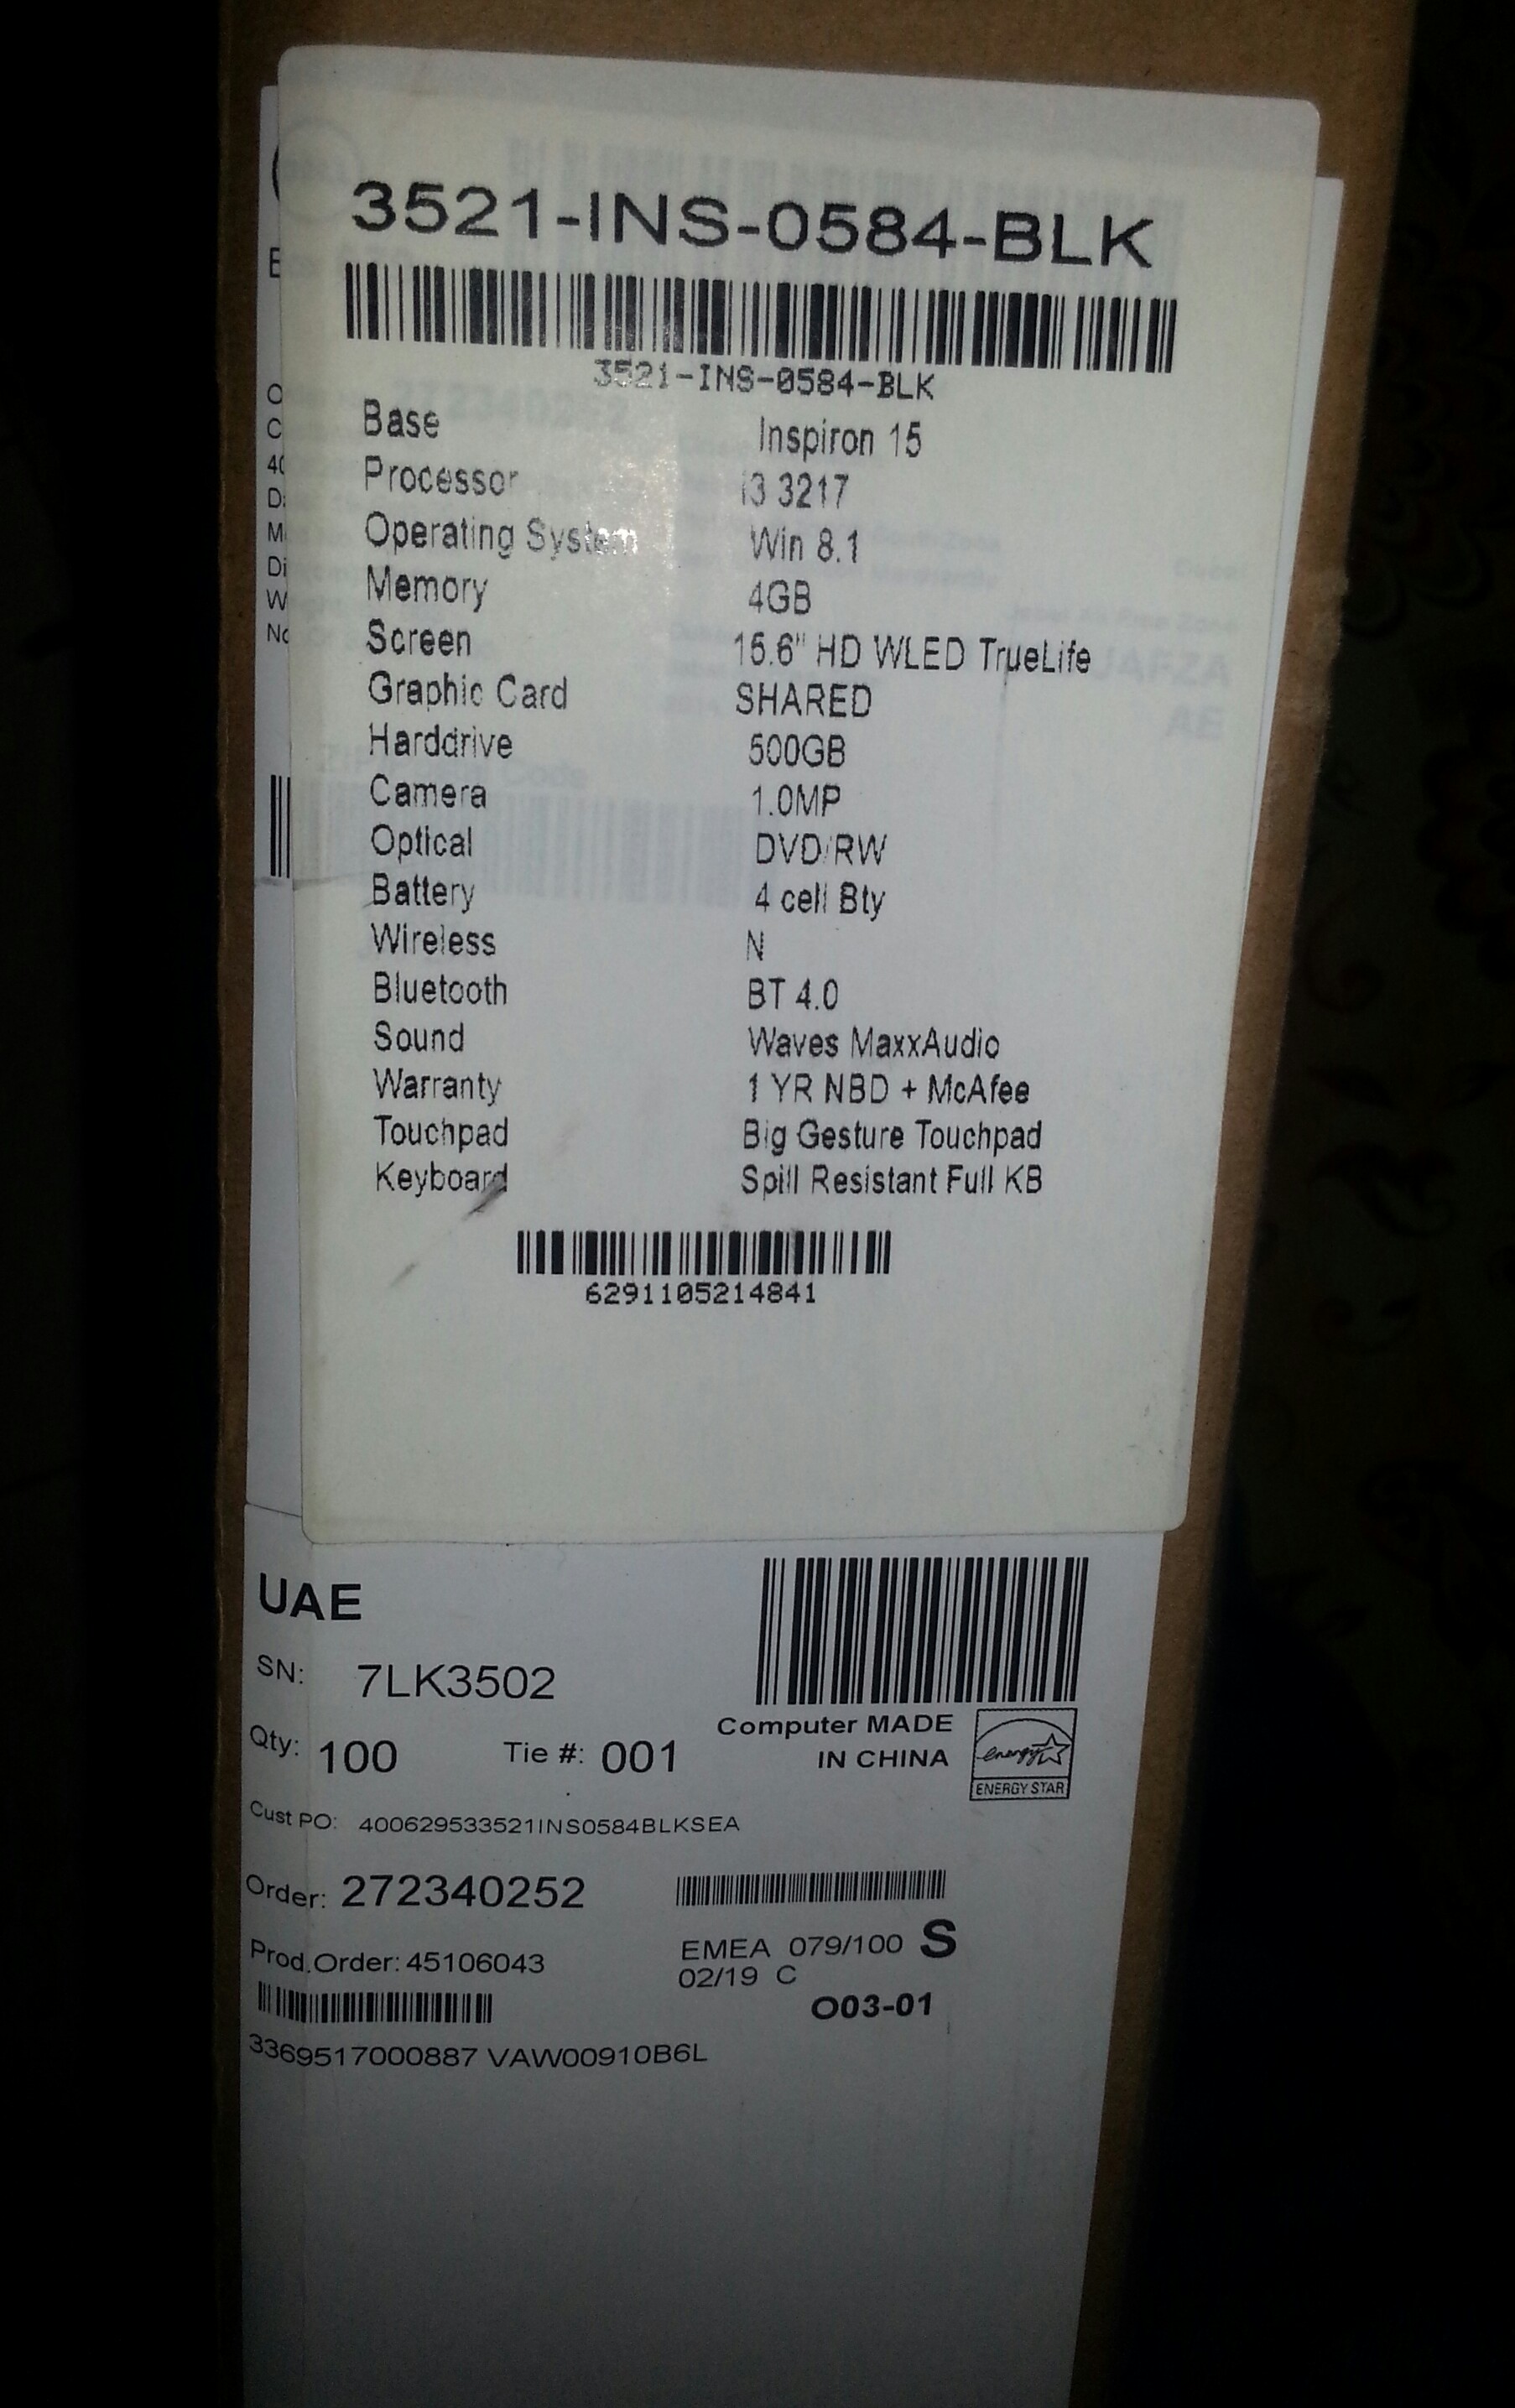 3521-INS-0584-BLK
3521-INS-0584-BLK
Base Inspiron 15
Processor i3 3217
Operating System Win 8.1
Memory 4GB
Screen 15.6" HD WLED TrueLife
Graphic Card SHARED
Harddrive 500GB
Camera 1.0MP
Optical DVD/RW
Battery 4 cell Bty
Wireless N
Bluetooth BT 4.0
Sound Waves MaxxAudio
Warranty 1 YR NBD + McAfee
Touchpad Big Gesture Touchpad
Keyboard Spill Resistant Full KB
6291105214841
UAE
SN: 7LK3502
Qty: 100 Tie #: 001
Computer MADE
IN CHINA
energy
ENERGY STAR
Cust PO: 400629533521INS0584BLKSEA
Order: 272340252
Prod.Order: 45106043
EMEA 079/100 S
02/19 C
O03-01
3369517000887 VAW00910B6L